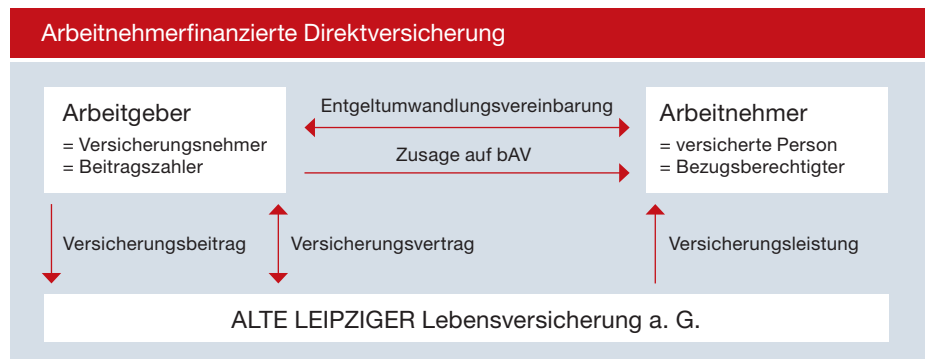 Arbeitnehmerfinanzierte Direktversicherung
Arbeitgeber
= Versicherungsnehmer
= Beitragszahler
Entgeltumwandlungsvereinbarung
Zusage auf bAV
Arbeitnehmer
= versicherte Person
= Bezugsberechtigter
Versicherungsbeitrag
Versicherungsvertrag
Versicherungsleistung
ALTE LEIPZIGER Lebensversicherung a. G.